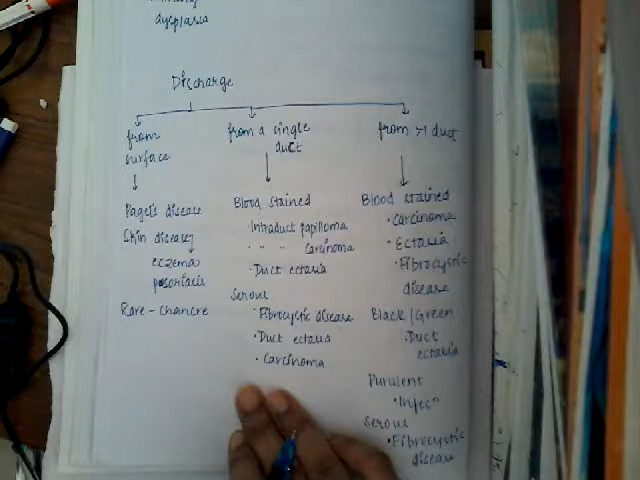 dysplasia
Discharge
from
surface
Paget's disease
Skin diseases
eczema
psoriasis
Rare - chancre
from a single
duct
Blood stained
· Intraduct papilloma
· " " carcinoma
· Duct ectasia
Serous
· Fibrocystic disease
· Duct ectasia
· Carcinoma
from >1 duct
Blood stained
· Carcinoma
· Ectasia
· Fibrocystic
disease
Black/Green
· Duct
ectasia
Purulent
· Infecn
Serous
· Fibrocystic
disease